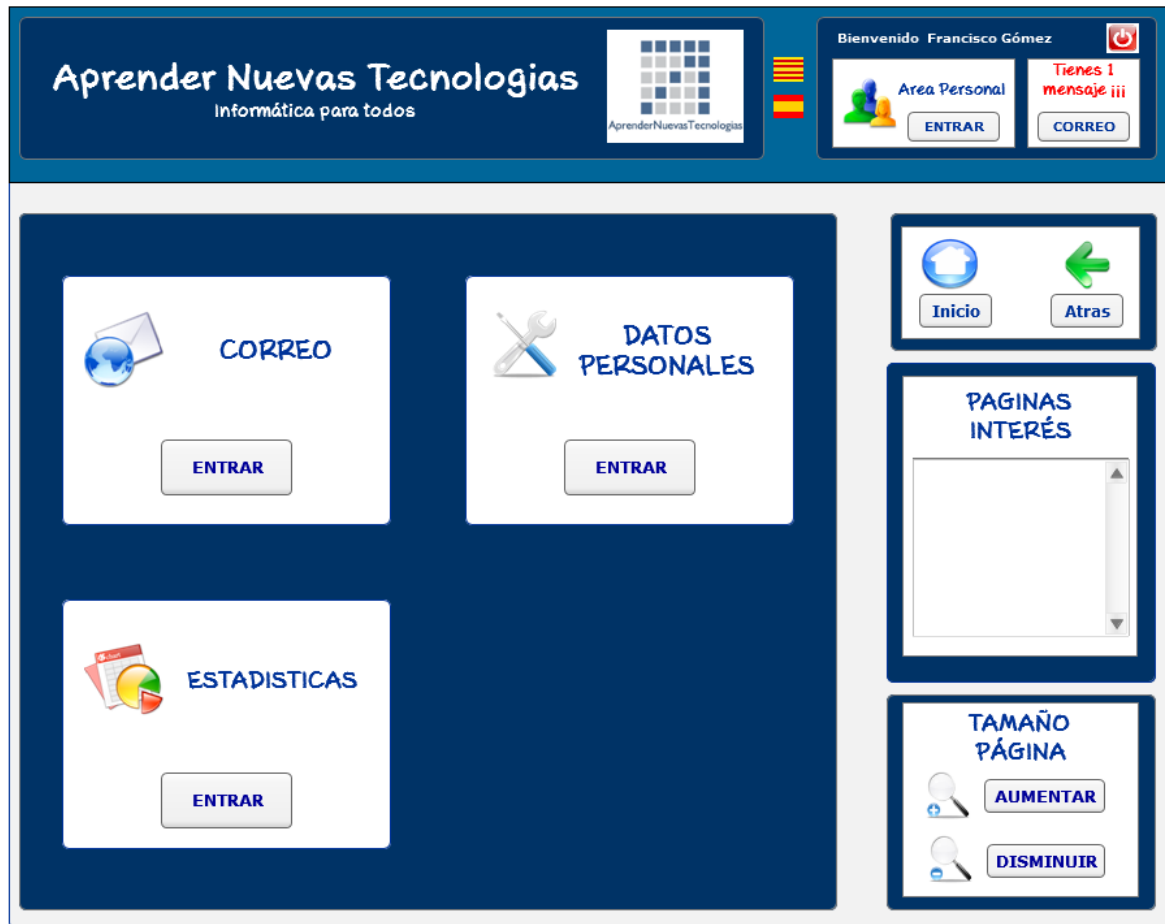 Aprender Nuevas Tecnologias
Informática para todos
AprenderNuevasTecnologias
Bienvenido Francisco Gómez
Area Personal
ENTRAR
Tienes 1
mensaje ¡¡¡
CORREO
CORREO
ENTRAR
DATOS
PERSONALES
ENTRAR
ESTADISTICAS
ENTRAR
Inicio
Atras
PAGINAS
INTERÉS
TAMAÑO
PÁGINA
AUMENTAR
DISMINUIR